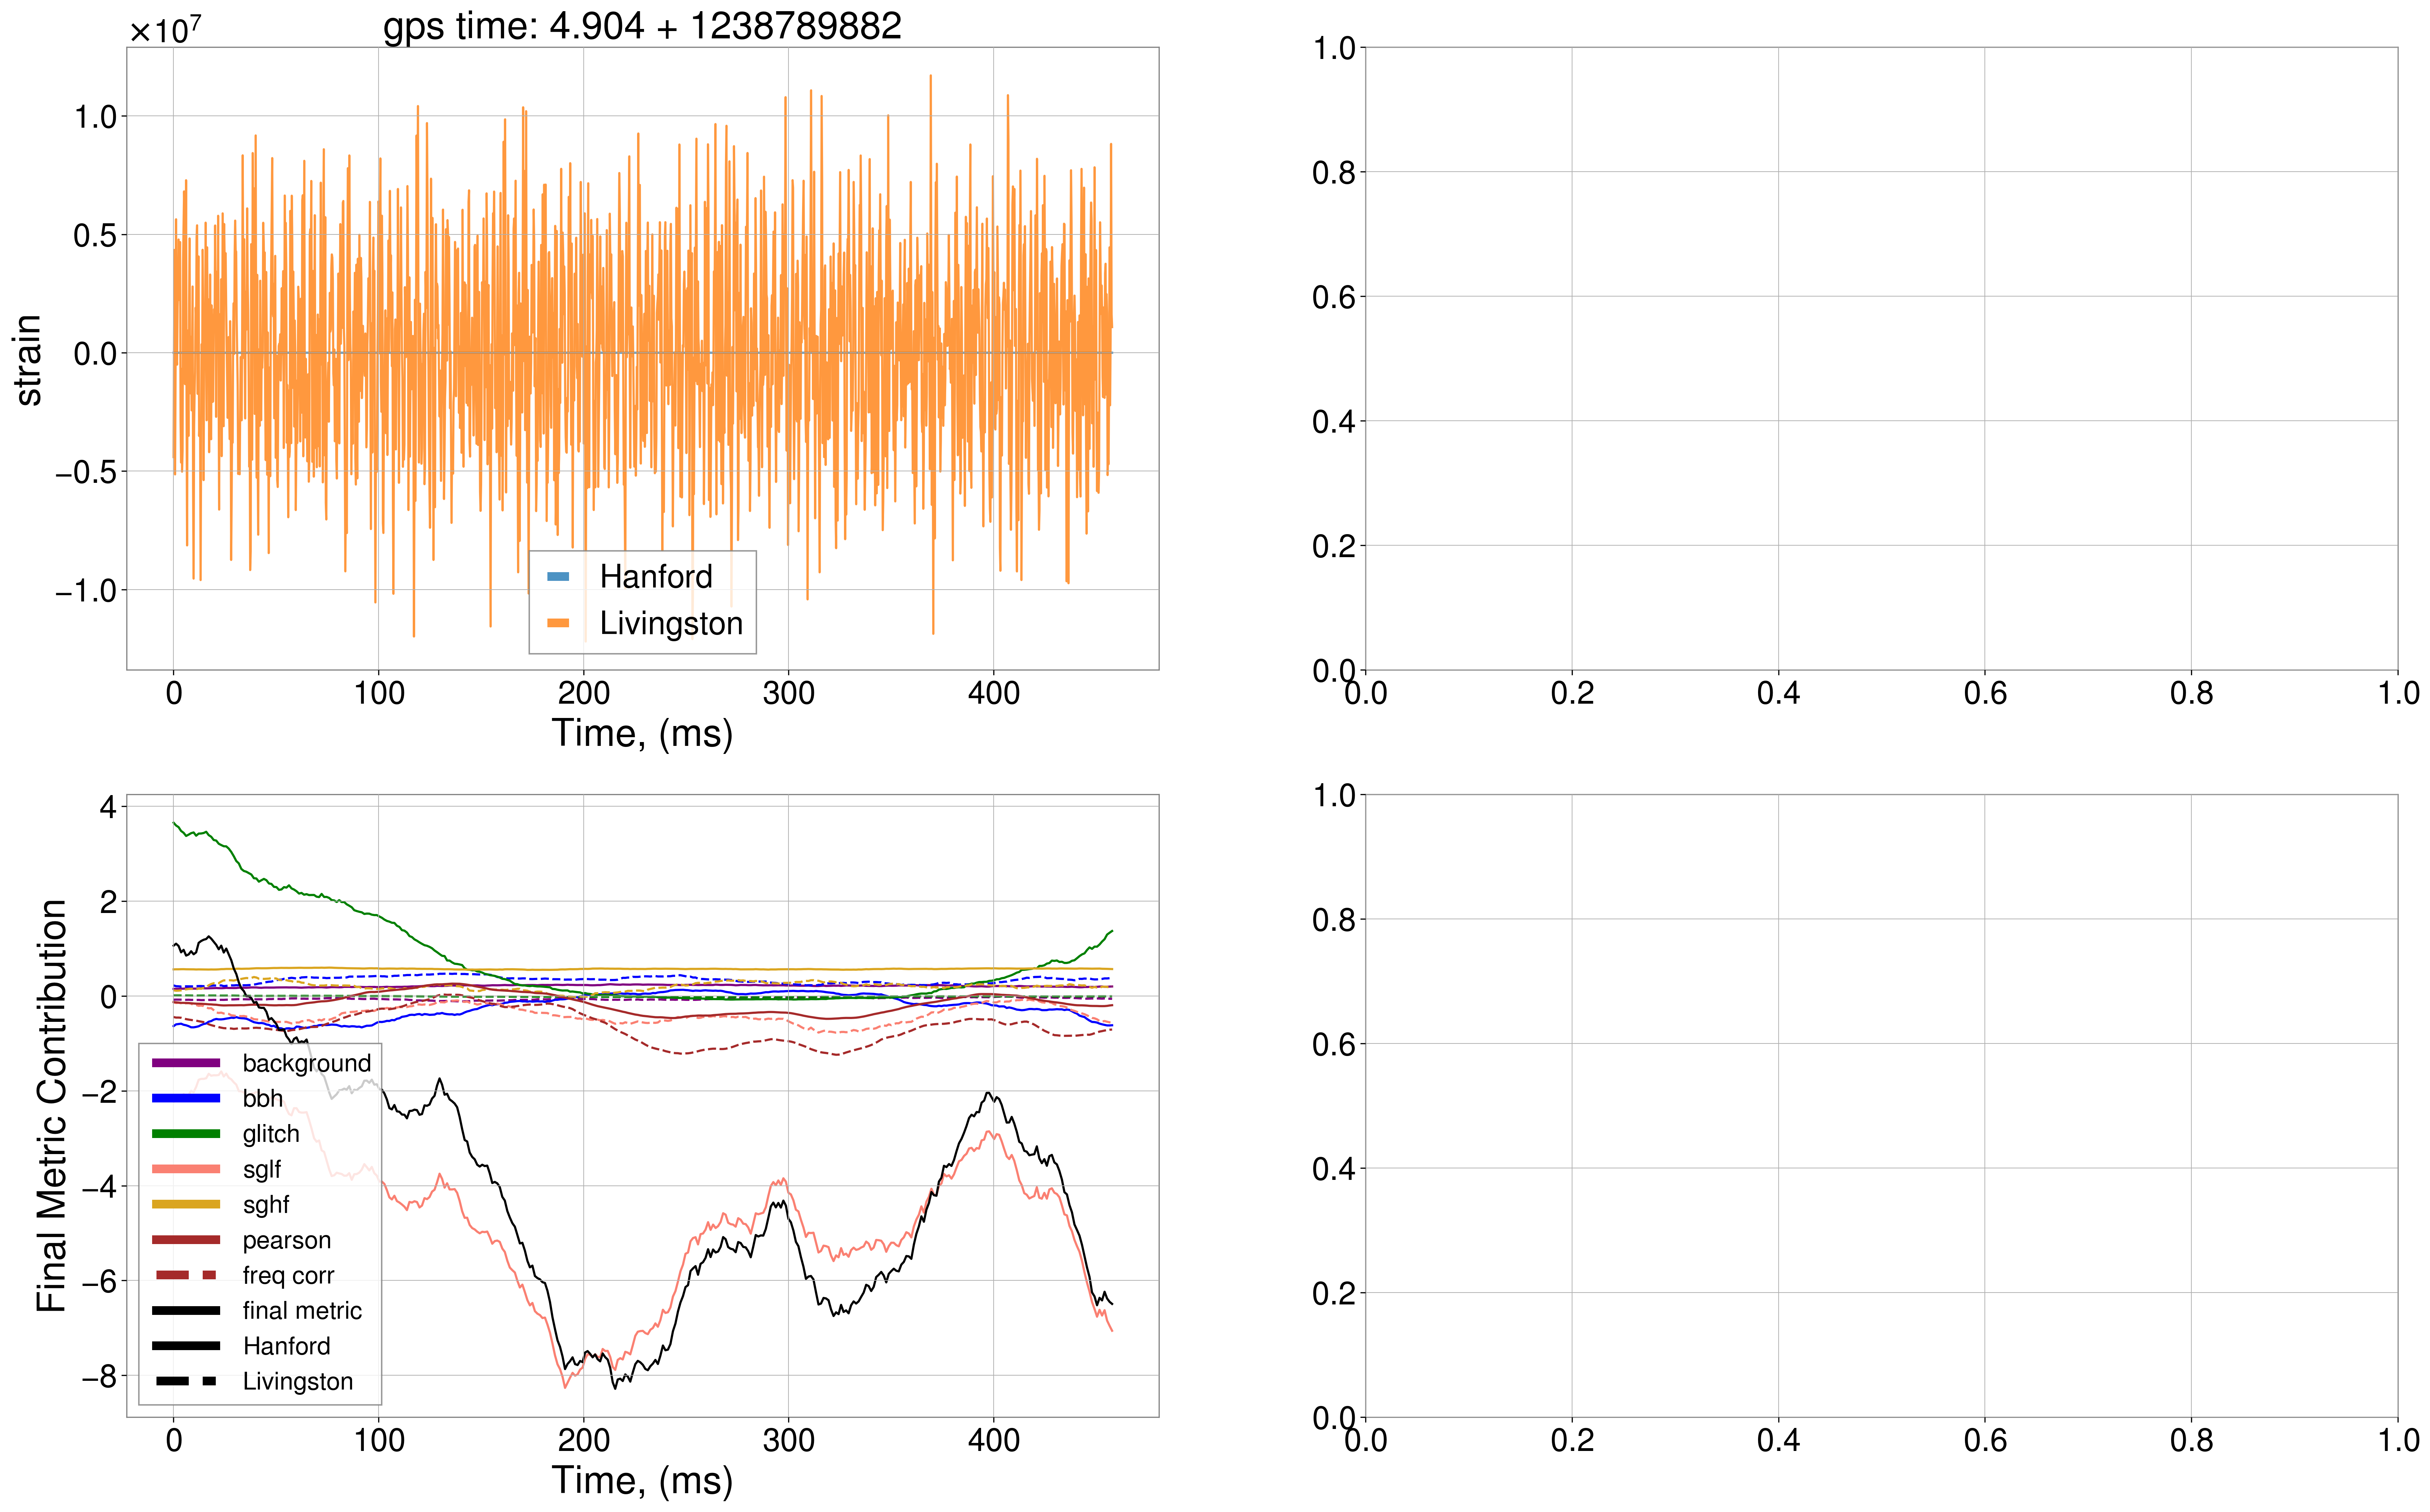 gps time: 4.904 + 1238789882
×10⁷
1.0
0.5
0.0
−0.5
−1.0
strain
Hanford
Livingston
0 100 200 300 400
Time, (ms)
1.0
0.8
0.6
0.4
0.2
0.0
0.0 0.2 0.4 0.6 0.8 1.0
4
2
0
−2
−4
−6
−8
Final Metric Contribution
background
bbh
glitch
sglf
sghf
pearson
freq corr
final metric
Hanford
Livingston
0 100 200 300 400
Time, (ms)
1.0
0.8
0.6
0.4
0.2
0.0
0.0 0.2 0.4 0.6 0.8 1.0